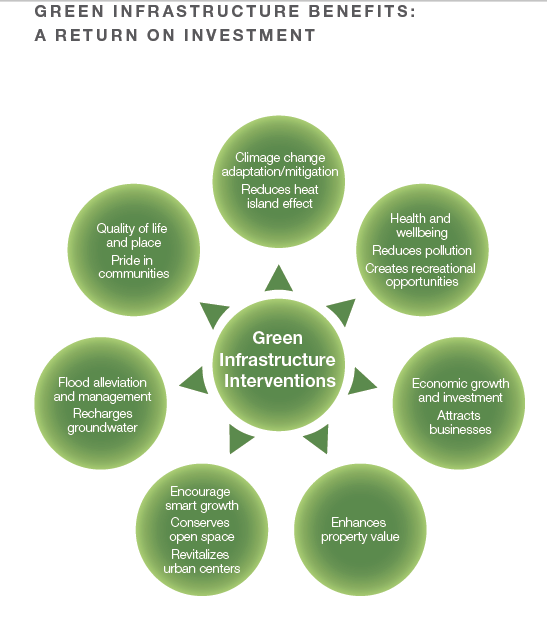 GREEN INFRASTRUCTURE BENEFITS:
A RETURN ON INVESTMENT
Climage change
adaptation/mitigation
Reduces heat
island effect
Quality of life
and place
Pride in
communities
Health and
wellbeing
Reduces pollution
Creates recreational
opportunities
Green
Infrastructure
Interventions
Flood alleviation
and management
Recharges
groundwater
Economic growth
and investment
Attracts
businesses
Encourage
smart growth
Conserves
open space
Revitalizes
urban centers
Enhances
property value